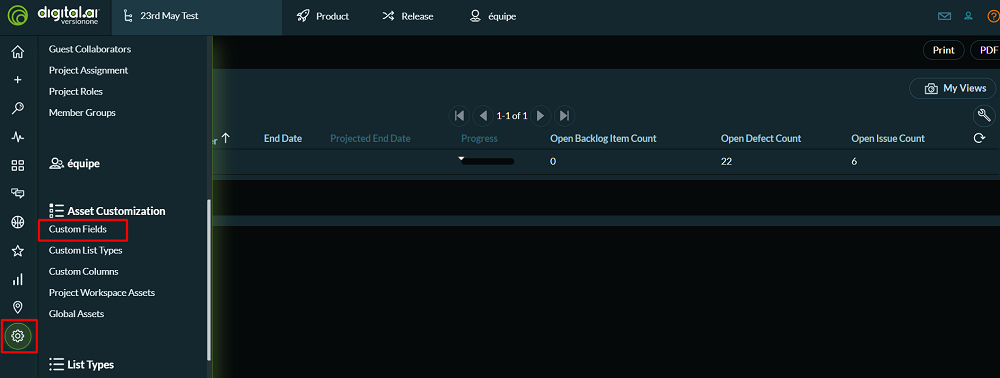 digital.ai
versionone
23rd May Test
Product
Release
équipe
Guest Collaborators
Project Assignment
Project Roles
Member Groups
équipe
Asset Customization
Custom Fields
Custom List Types
Custom Columns
Project Workspace Assets
Global Assets
List Types
Print
PDF
My Views
1-1 of 1
er
End Date
Projected End Date
Progress
Open Backlog Item Count
Open Defect Count
Open Issue Count
0
22
6